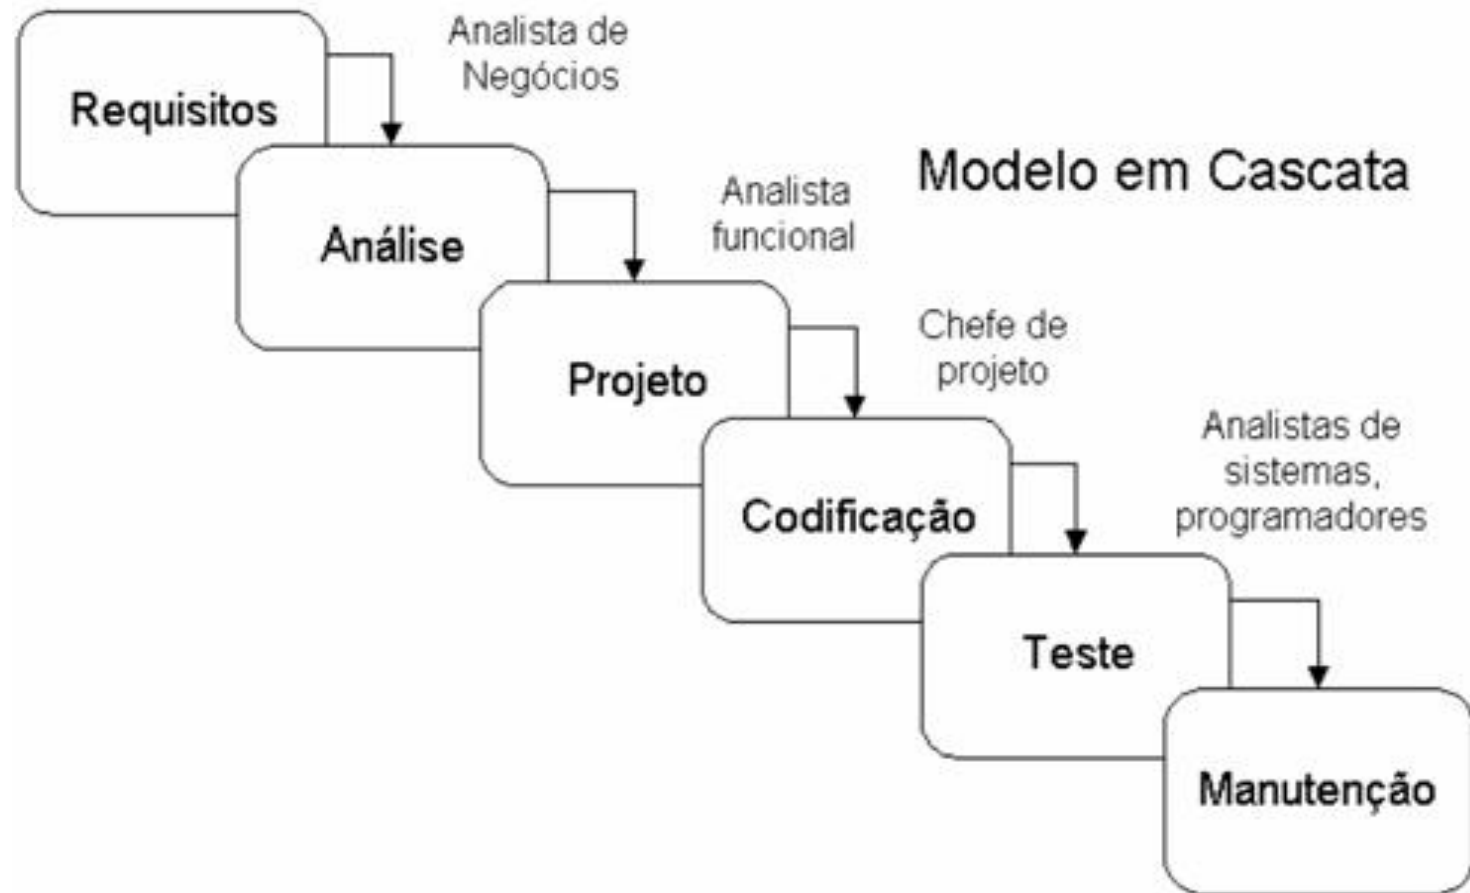 Analista de
Negócios
Requisitos
Modelo em Cascata
Analista
funcional
Análise
Chefe de
projeto
Projeto
Analistas de
sistemas,
programadores
Codificação
Teste
Manutenção